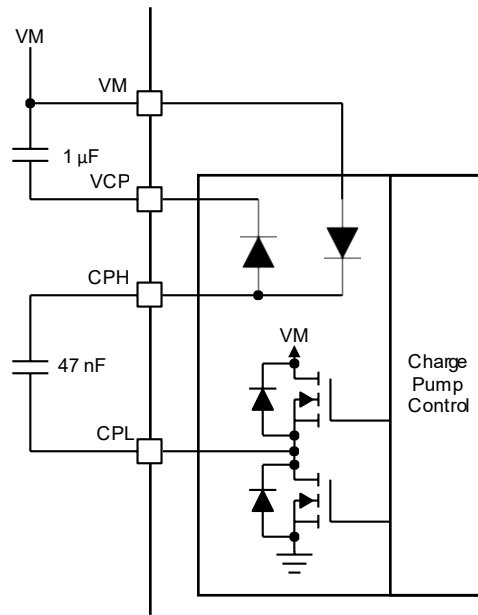 VM
VM
1 µF
VCP
CPH
VM
47 nF
Charge
Pump
Control
CPL